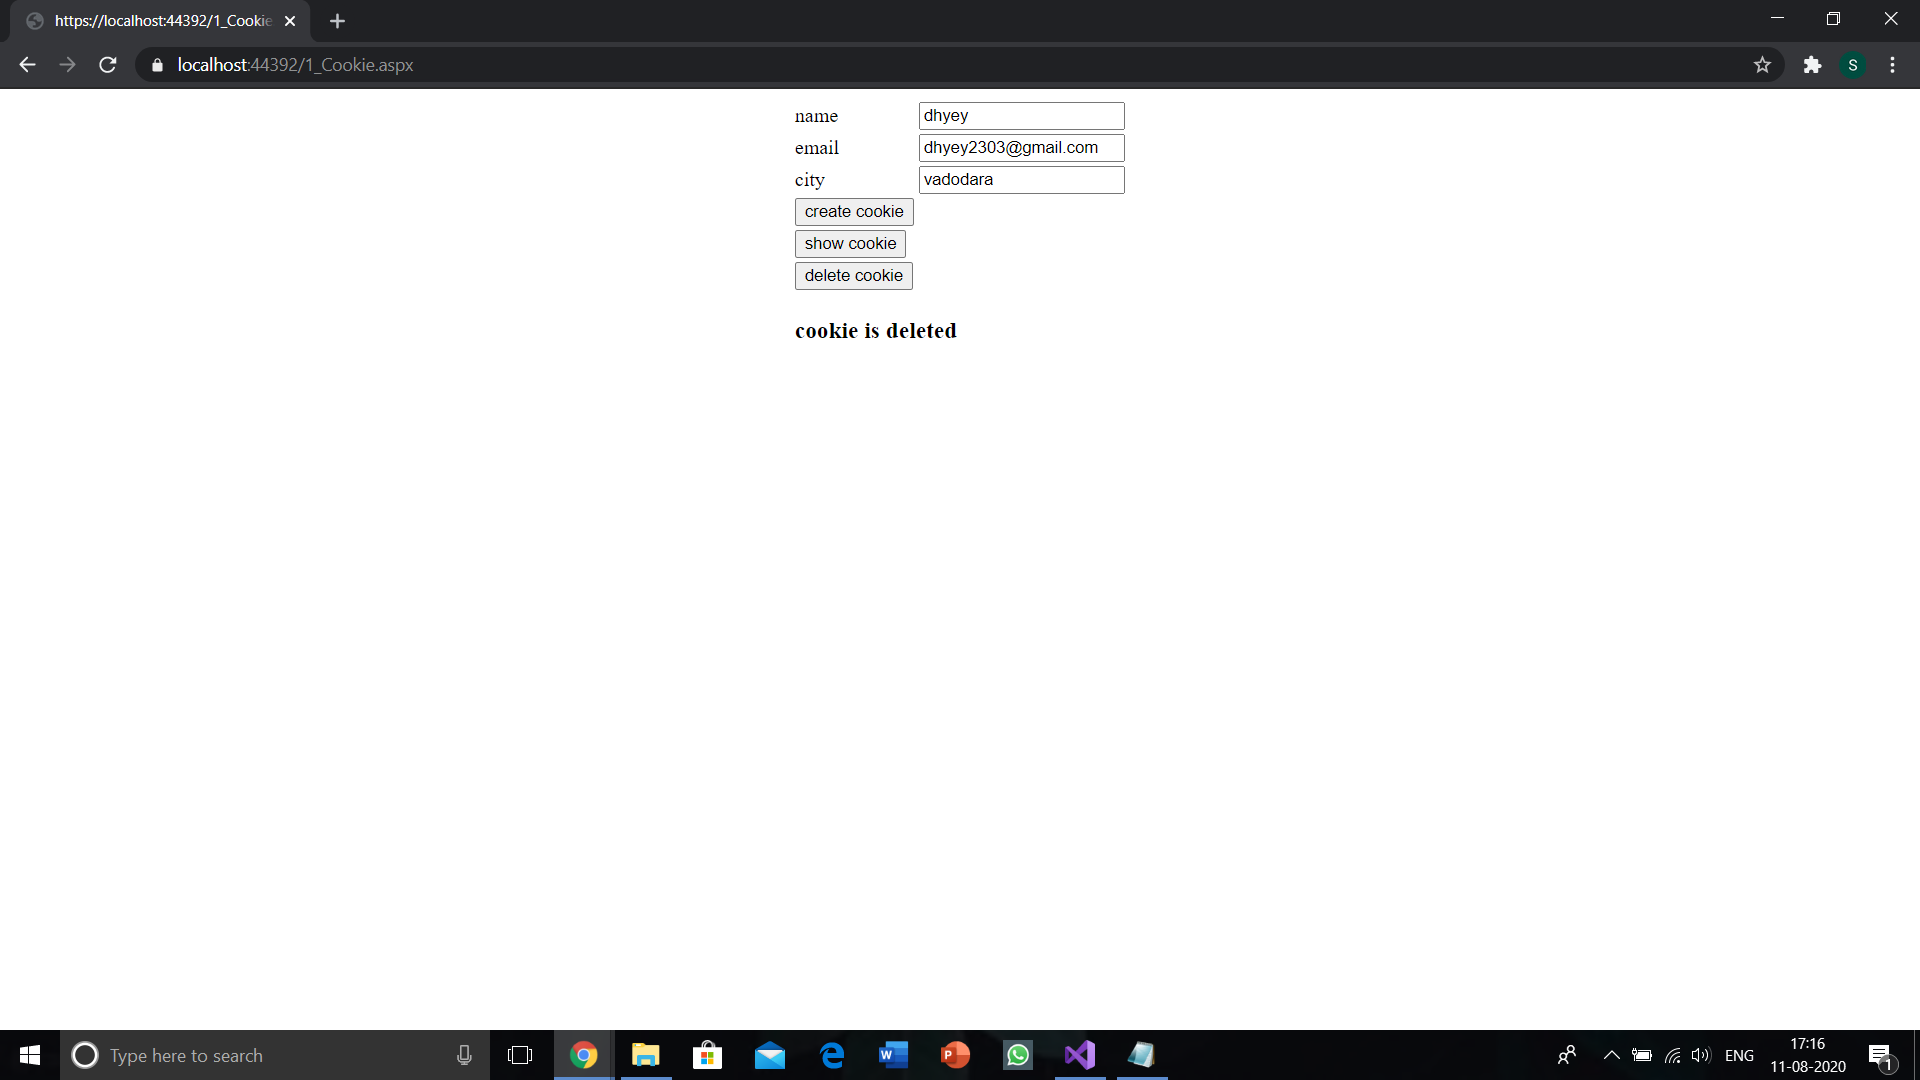 https://localhost:44392/1_Cookie
localhost:44392/1_Cookie.aspx
S
name dhyey
email dhyey2303@gmail.com
city vadodara
create cookie
show cookie
delete cookie
cookie is deleted
Type here to search
ENG
17:16
11-08-2020
1